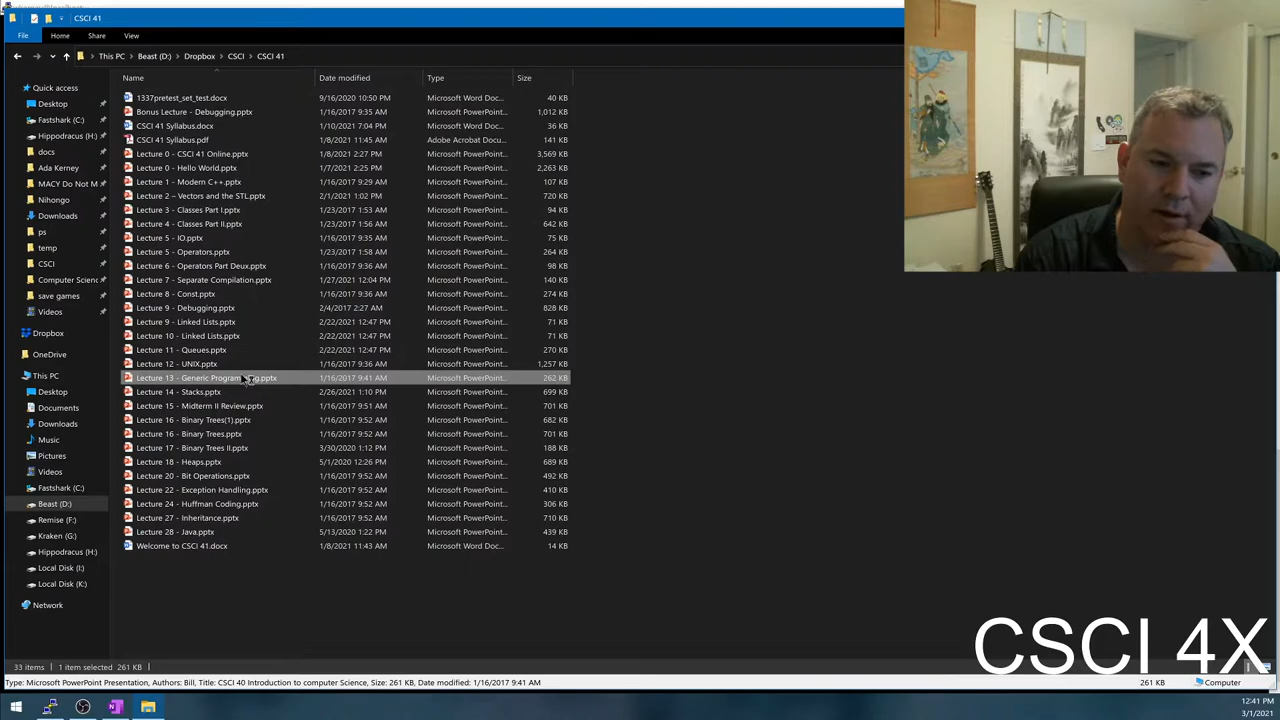 CSCI 41
File Home Share View
This PC > Beast (D:) > Dropbox > CSCI > CSCI 41
Name Date modified Type Size
Quick access
Desktop
Fastshark (C:)
Hippodracus (H:)
docs
Ada Kerney
MACY Do Not M
Nihongo
Downloads
ps
temp
CSCI
Computer Scienc
save games
Videos
Dropbox
OneDrive
This PC
Desktop
Documents
Downloads
Music
Pictures
Videos
Fastshark (C:)
Beast (D:)
Remise (F:)
Kraken (G:)
Hippodracus (H:)
Local Disk (I:)
Local Disk (K:)
Network
1337pretest_set_test.docx 9/16/2020 10:50 PM Microsoft Word Doc... 40 KB
Bonus Lecture - Debugging.pptx 1/16/2017 9:35 AM Microsoft PowerPoint... 1,012 KB
CSCI 41 Syllabus.docx 1/10/2021 7:04 PM Microsoft Word Doc... 36 KB
CSCI 41 Syllabus.pdf 1/8/2021 11:45 AM Adobe Acrobat Docu... 141 KB
Lecture 0 - CSCI 41 Online.pptx 1/8/2021 2:27 PM Microsoft PowerPoint... 3,569 KB
Lecture 0 - Hello World.pptx 1/7/2021 2:25 PM Microsoft PowerPoint... 2,263 KB
Lecture 1 - Modern C++.pptx 1/16/2017 9:29 AM Microsoft PowerPoint... 107 KB
Lecture 2 – Vectors and the STL.pptx 2/1/2021 1:02 PM Microsoft PowerPoint... 720 KB
Lecture 3 - Classes Part I.pptx 1/23/2017 1:53 AM Microsoft PowerPoint... 94 KB
Lecture 4 - Classes Part II.pptx 1/23/2017 1:56 AM Microsoft PowerPoint... 642 KB
Lecture 5 - IO.pptx 1/16/2017 9:35 AM Microsoft PowerPoint... 75 KB
Lecture 5 - Operators.pptx 1/23/2017 1:58 AM Microsoft PowerPoint... 264 KB
Lecture 6 - Operators Part Deux.pptx 1/16/2017 9:36 AM Microsoft PowerPoint... 98 KB
Lecture 7 - Separate Compilation.pptx 1/27/2021 12:04 PM Microsoft PowerPoint... 140 KB
Lecture 8 - Const.pptx 1/16/2017 9:36 AM Microsoft PowerPoint... 274 KB
Lecture 9 - Debugging.pptx 2/4/2017 2:27 AM Microsoft PowerPoint... 828 KB
Lecture 9 - Linked Lists.pptx 2/22/2021 12:47 PM Microsoft PowerPoint... 71 KB
Lecture 10 - Linked Lists.pptx 2/22/2021 12:47 PM Microsoft PowerPoint... 71 KB
Lecture 11 - Queues.pptx 2/22/2021 12:47 PM Microsoft PowerPoint... 270 KB
Lecture 12 - UNIX.pptx 1/16/2017 9:36 AM Microsoft PowerPoint... 1,257 KB
Lecture 13 - Generic Programming.pptx 1/16/2017 9:41 AM Microsoft PowerPoint... 262 KB
Lecture 14 - Stacks.pptx 2/26/2021 1:10 PM Microsoft PowerPoint... 699 KB
Lecture 15 - Midterm II Review.pptx 1/16/2017 9:51 AM Microsoft PowerPoint... 701 KB
Lecture 16 - Binary Trees(1).pptx 1/16/2017 9:52 AM Microsoft PowerPoint... 682 KB
Lecture 16 - Binary Trees.pptx 1/16/2017 9:52 AM Microsoft PowerPoint... 701 KB
Lecture 17 - Binary Trees II.pptx 3/30/2020 1:12 PM Microsoft PowerPoint... 188 KB
Lecture 18 - Heaps.pptx 5/1/2020 12:26 PM Microsoft PowerPoint... 689 KB
Lecture 20 - Bit Operations.pptx 1/16/2017 9:52 AM Microsoft PowerPoint... 492 KB
Lecture 22 - Exception Handling.pptx 1/16/2017 9:52 AM Microsoft PowerPoint... 410 KB
Lecture 24 - Huffman Coding.pptx 1/16/2017 9:52 AM Microsoft PowerPoint... 306 KB
Lecture 27 - Inheritance.pptx 1/16/2017 9:52 AM Microsoft PowerPoint... 710 KB
Lecture 28 - Java.pptx 5/13/2020 1:22 PM Microsoft PowerPoint... 439 KB
Welcome to CSCI 41.docx 1/8/2021 11:43 AM Microsoft Word Doc... 14 KB
CSCI 4X
33 items 1 item selected 261 KB
Type: Microsoft PowerPoint Presentation, Authors: Bill, Title: CSCI 40 Introduction to computer Science, Size: 261 KB, Date modified: 1/16/2017 9:41 AM 261 KB Computer
12:41 PM
3/1/2021